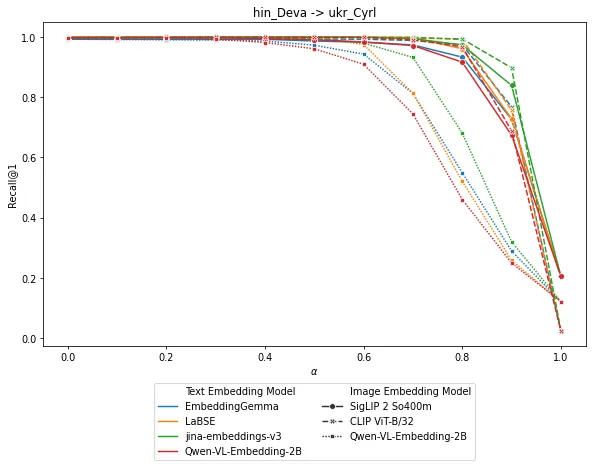 hin_Deva -> ukr_Cyrl
Recall@1
1.0
0.8
0.6
0.4
0.2
0.0
0.0 0.2 0.4 0.6 0.8 1.0
α
Text Embedding Model
EmbeddingGemma
LaBSE
jina-embeddings-v3
Qwen-VL-Embedding-2B
Image Embedding Model
SigLIP 2 So400m
CLIP ViT-B/32
Qwen-VL-Embedding-2B